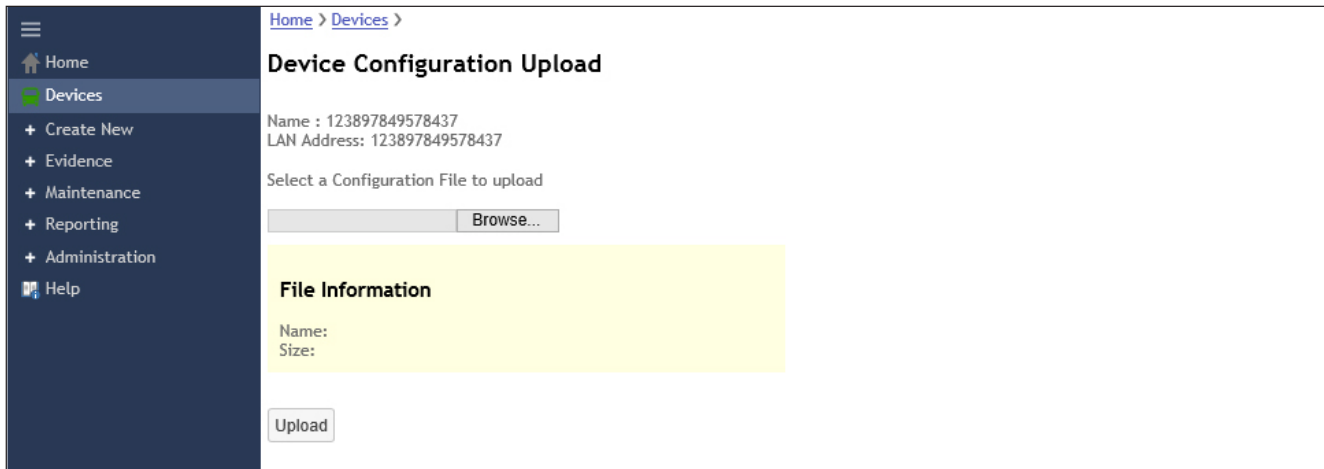 Home > Devices >
Home
Devices
+ Create New
+ Evidence
+ Maintenance
+ Reporting
+ Administration
Help
Device Configuration Upload
Name : 123897849578437
LAN Address: 123897849578437
Select a Configuration File to upload
Browse...
File Information
Name:
Size:
Upload